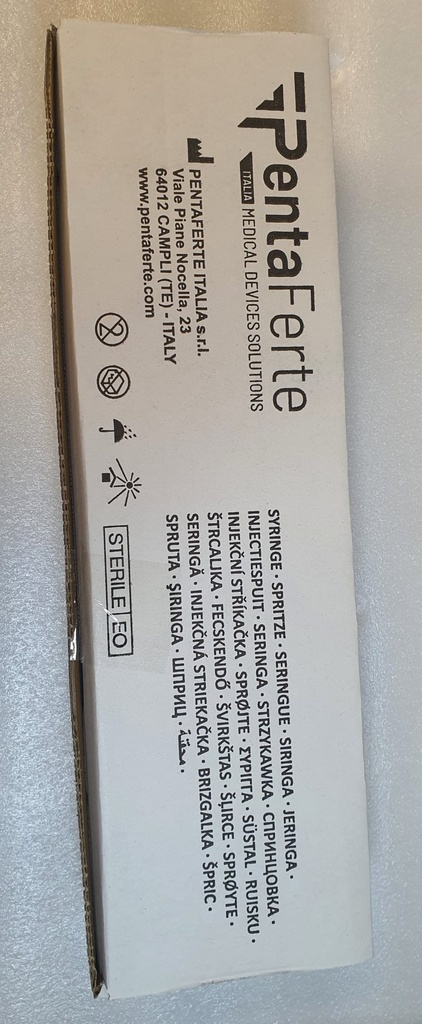 PentaFerte
ITALIA MEDICAL DEVICES SOLUTIONS
PENTAFERTE ITALIA s.r.l.
Viale Piane Nocella, 23
64012 CAMPLI (TE) - ITALY
www.pentaferte.com
2
STERILE EO
SYRINGE · SPRITZE · SERINGUE · SIRINGA · JERINGA ·
INJECTIESPUIT · SERINGA · STRZYKAWKA · СПРИНЦОВКА ·
INJEKČNÍ STŘÍKAČKA · SPRØJTE · ΣΥΡΙΓΓΑ · SÜSTAL · RUISKU ·
ŠTRCALJKA · FECSKENDŐ · ŠVIRKŠTAS · ŠĻIRCE · SPRØYTE ·
SERINGĂ · INJEKČNÁ STRIEKAČKA · BRIZGALKA · ŠPRIC ·
SPRUTA · ŞIRINGA · ШПРИЦ · محقنة ·